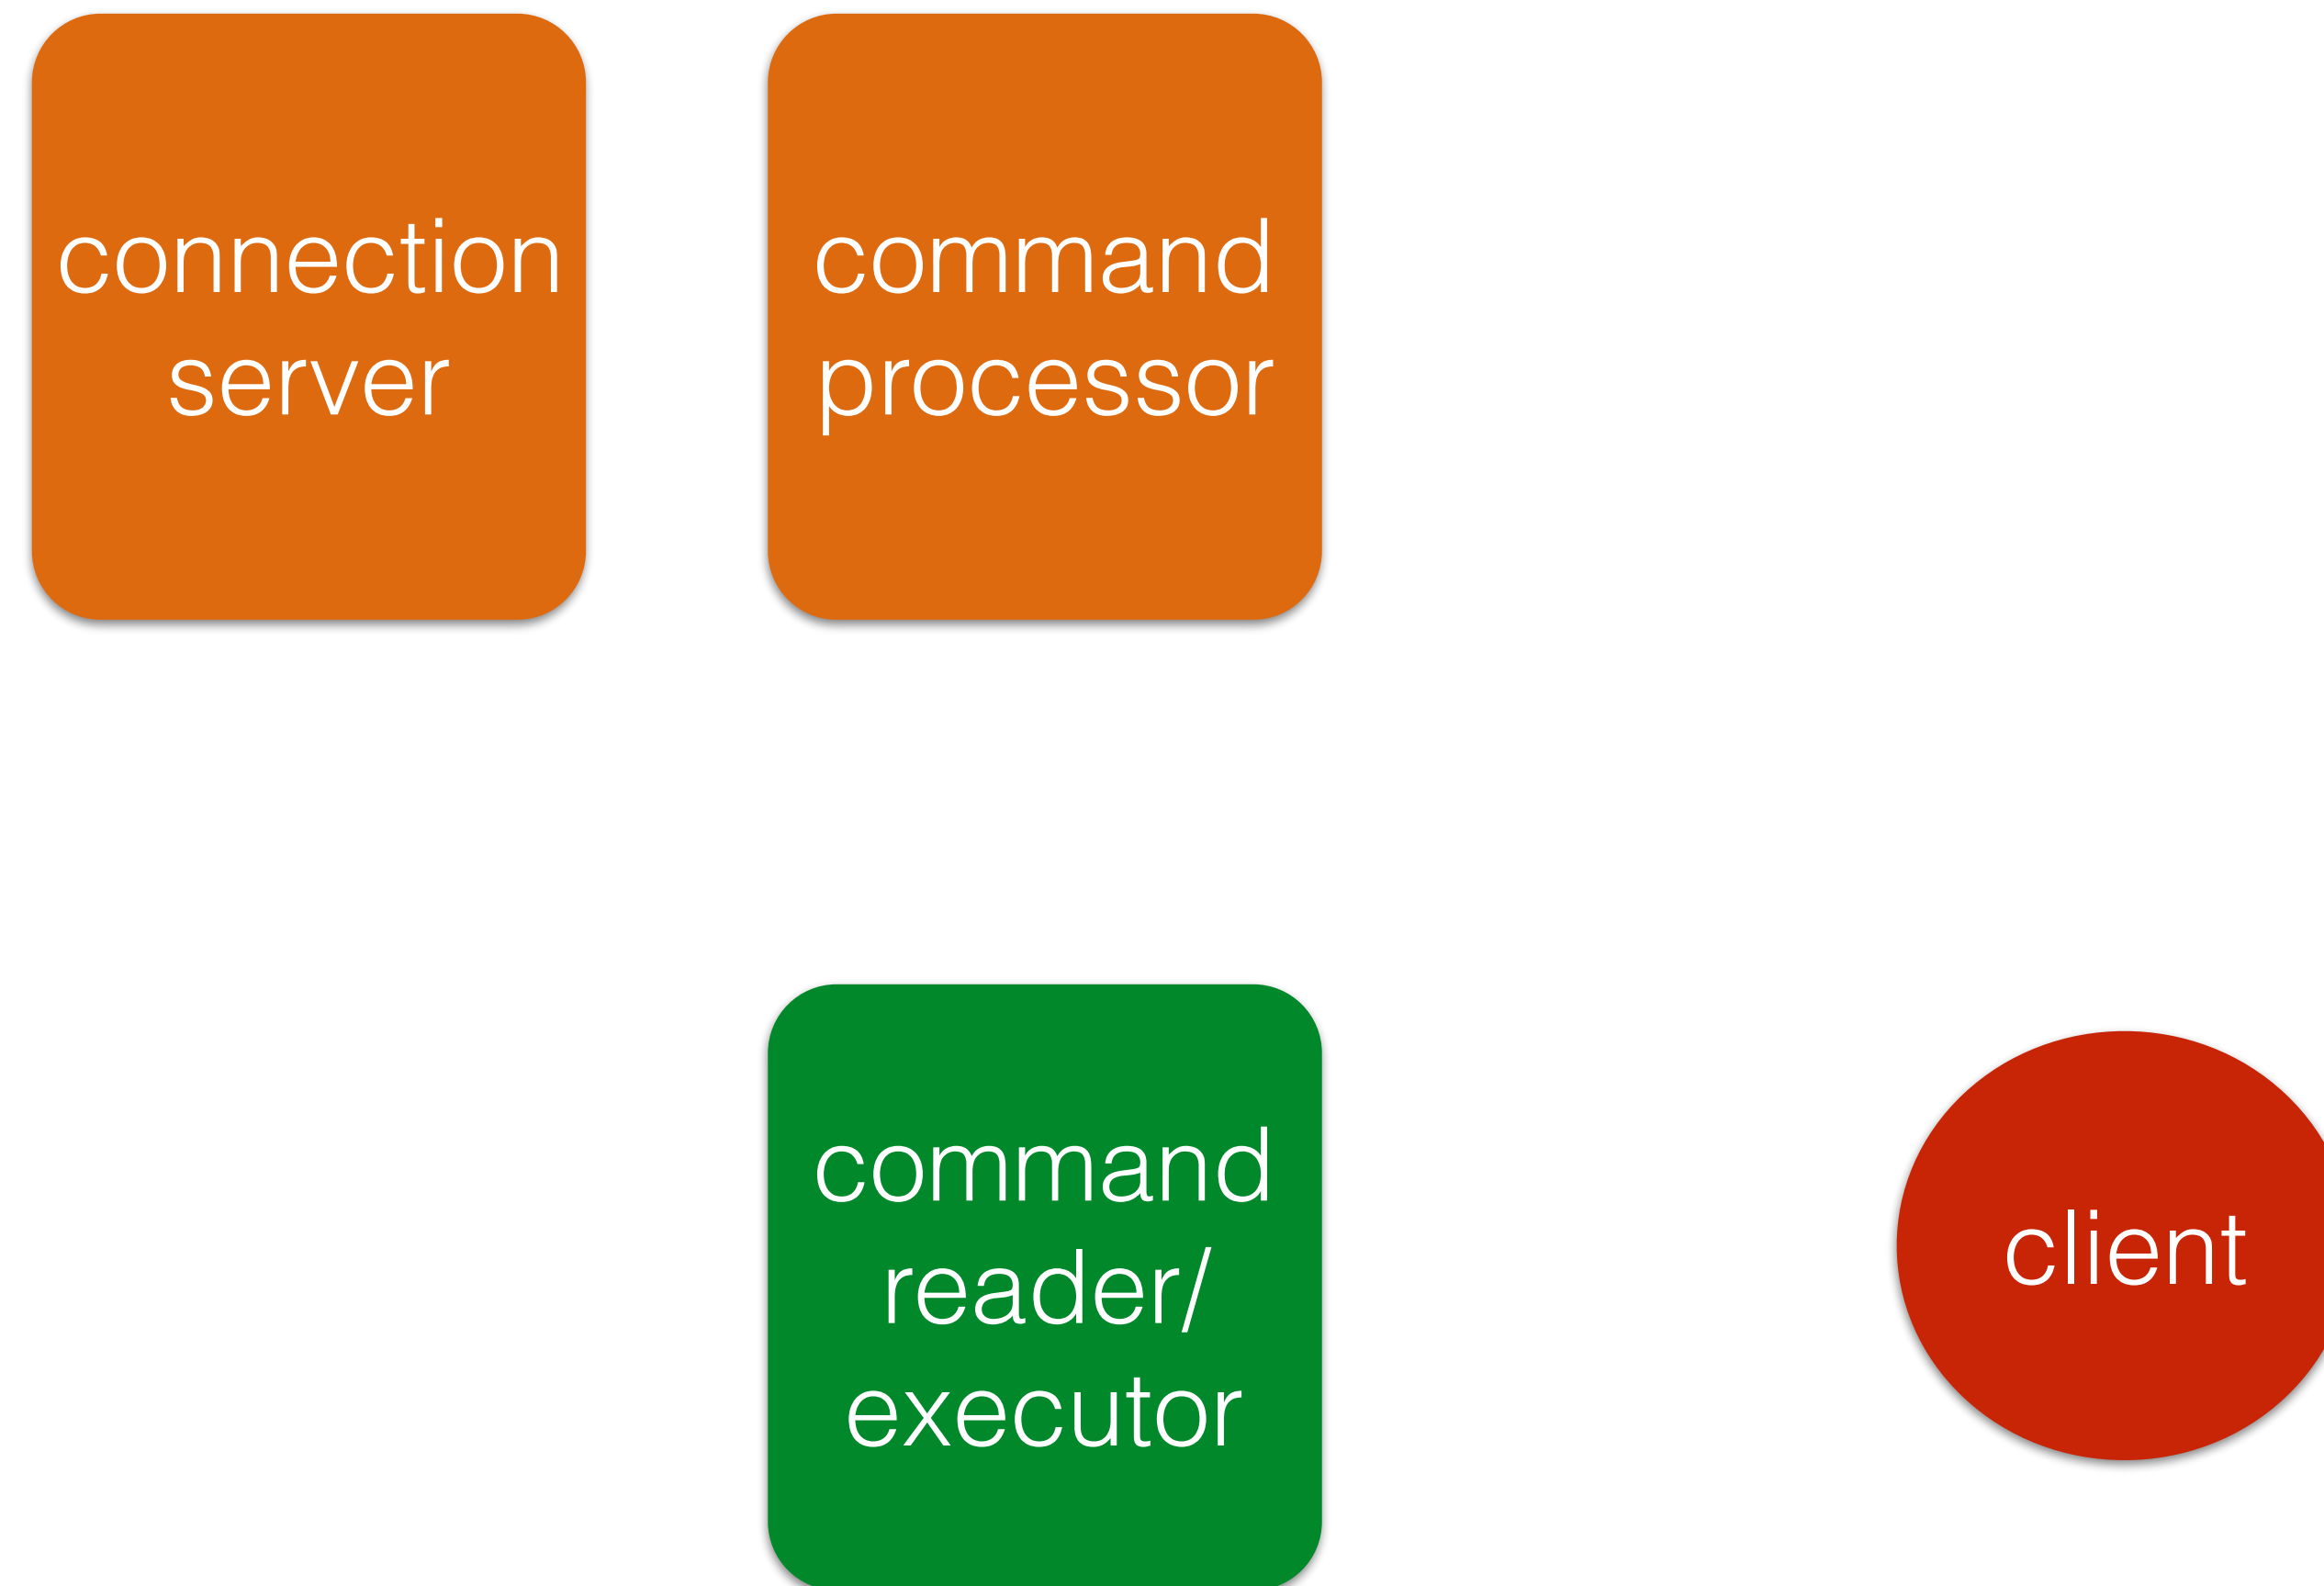 connection
server
command
processor
command
reader/
executor
client